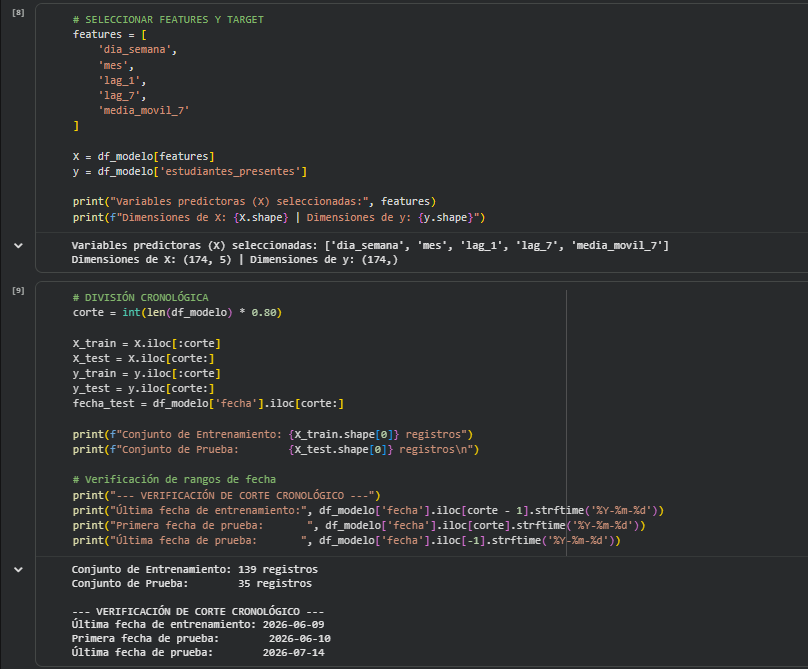 [8]
# SELECCIONAR FEATURES Y TARGET
features = [
    'dia_semana',
    'mes',
    'lag_1',
    'lag_7',
    'media_movil_7'
]

X = df_modelo[features]
y = df_modelo['estudiantes_presentes']

print("Variables predictoras (X) seleccionadas:", features)
print(f"Dimensiones de X: {X.shape} | Dimensiones de y: {y.shape}")
Variables predictoras (X) seleccionadas: ['dia_semana', 'mes', 'lag_1', 'lag_7', 'media_movil_7']
Dimensiones de X: (174, 5) | Dimensiones de y: (174,)
[9]
# DIVISIÓN CRONOLÓGICA
corte = int(len(df_modelo) * 0.80)

X_train = X.iloc[:corte]
X_test = X.iloc[corte:]
y_train = y.iloc[:corte]
y_test = y.iloc[corte:]
fecha_test = df_modelo['fecha'].iloc[corte:]

print(f"Conjunto de Entrenamiento: {X_train.shape[0]} registros")
print(f"Conjunto de Prueba:        {X_test.shape[0]} registros\n")

# Verificación de rangos de fecha
print("--- VERIFICACIÓN DE CORTE CRONOLÓGICO ---")
print("Última fecha de entrenamiento:", df_modelo['fecha'].iloc[corte - 1].strftime('%Y-%m-%d'))
print("Primera fecha de prueba:       ", df_modelo['fecha'].iloc[corte].strftime('%Y-%m-%d'))
print("Última fecha de prueba:       ", df_modelo['fecha'].iloc[-1].strftime('%Y-%m-%d'))
Conjunto de Entrenamiento: 139 registros
Conjunto de Prueba:        35 registros

--- VERIFICACIÓN DE CORTE CRONOLÓGICO ---
Última fecha de entrenamiento: 2026-06-09
Primera fecha de prueba:        2026-06-10
Última fecha de prueba:        2026-07-14